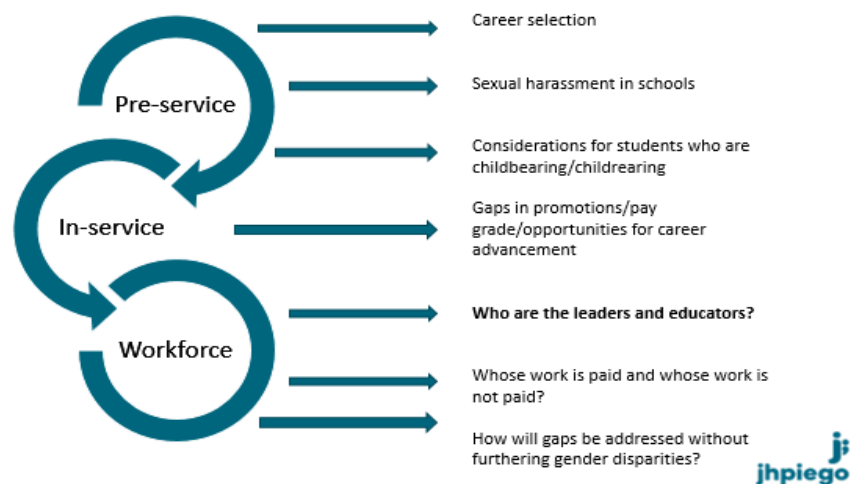 Career selection
Pre-service
Sexual harassment in schools
Considerations for students who are
childbearing/childrearing
In-service
Gaps in promotions/pay
grade/opportunities for career
advancement
Who are the leaders and educators?
Workforce
Whose work is paid and whose work is
not paid?
How will gaps be addressed without
furthering gender disparities?
jhpiego